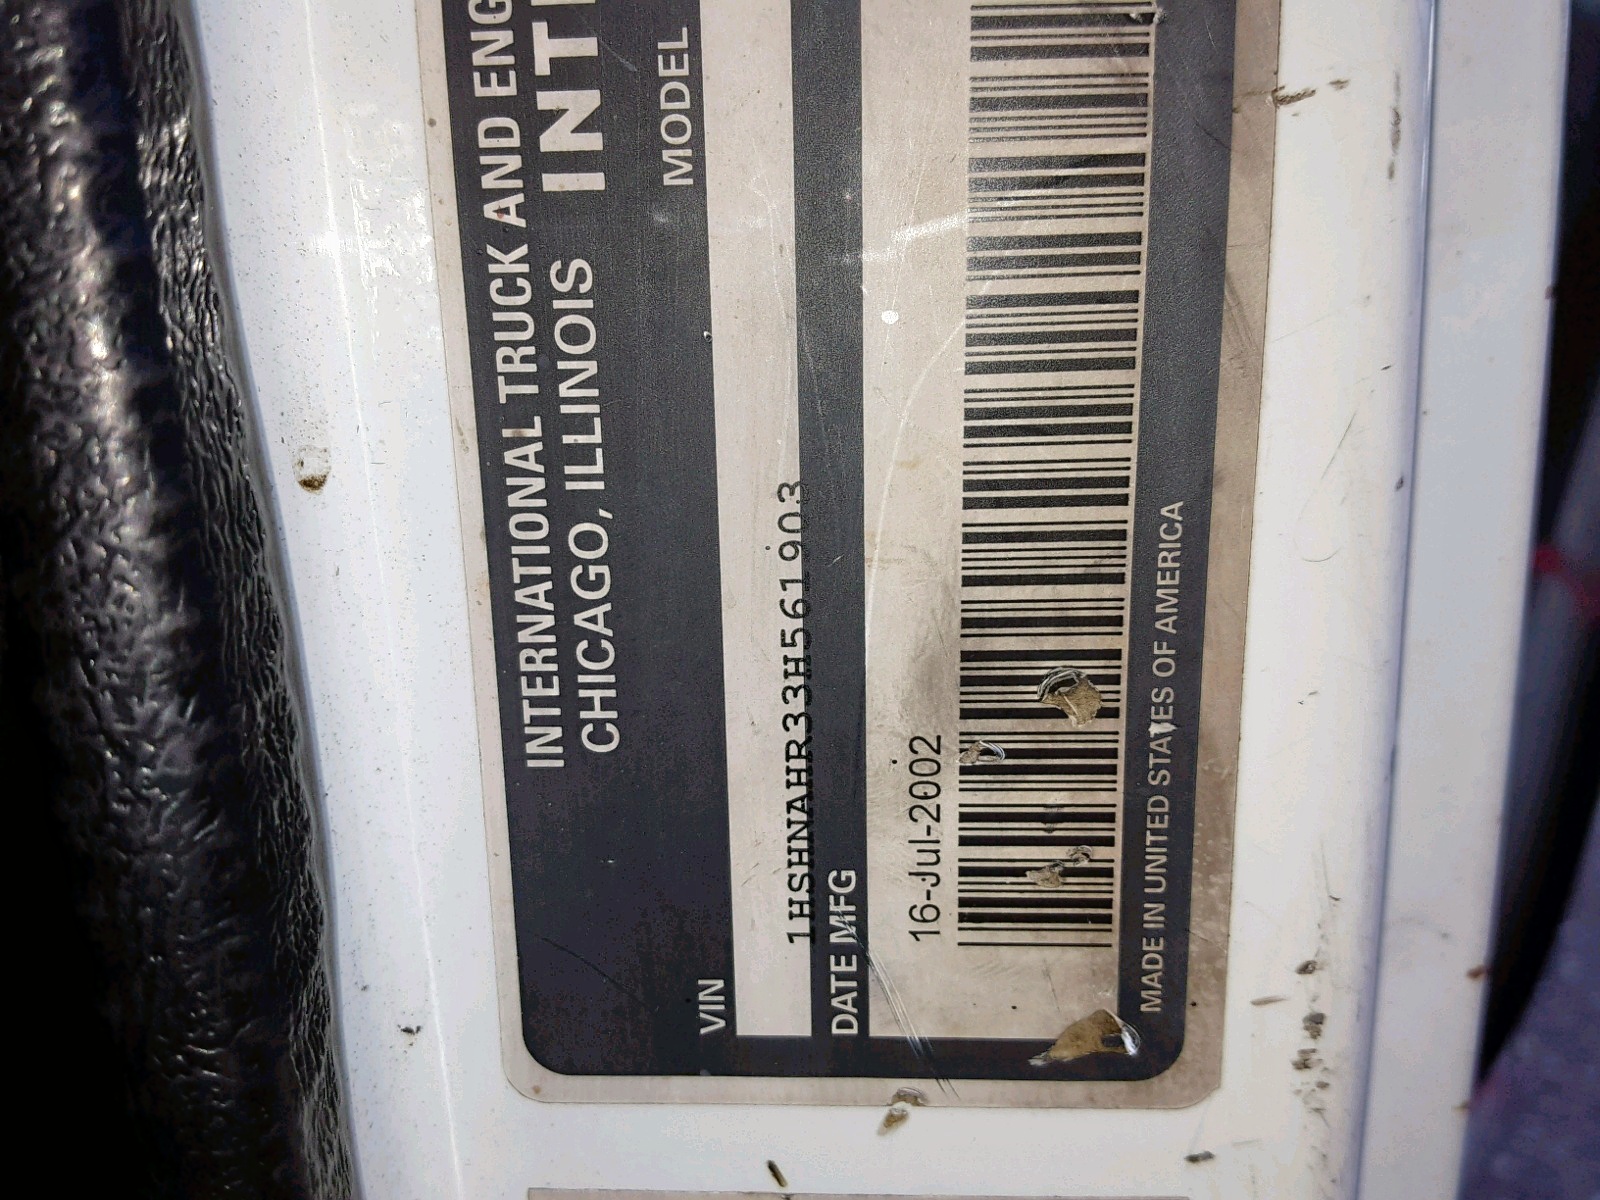 INTERNATIONAL TRUCK AND ENG
CHICAGO, ILLINOIS INT
VIN MODEL
1HSHNAHR33H561903
DATE MFG
16-Jul-2002
MADE IN UNITED STATES OF AMERICA